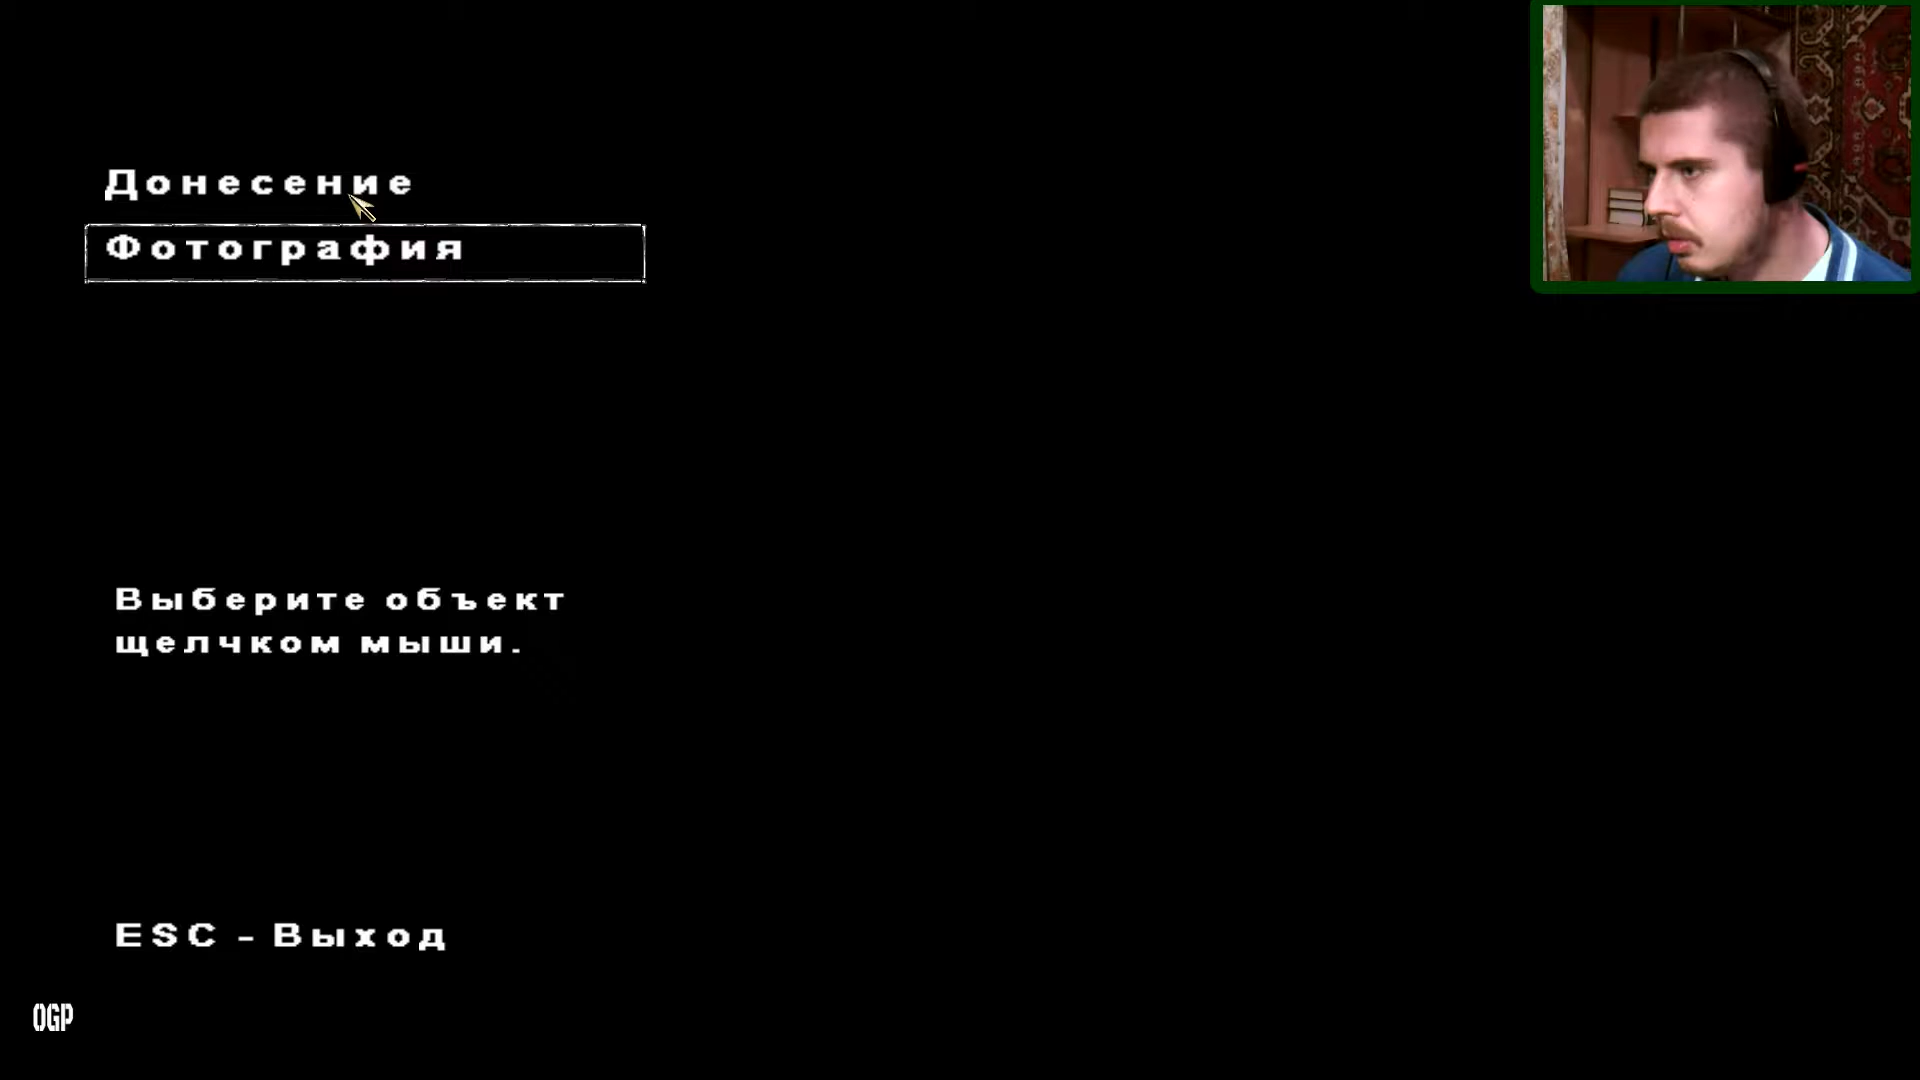 Донесение
Фотография
Выберите объект
щелчком мыши.
ESC - Выход
OGP